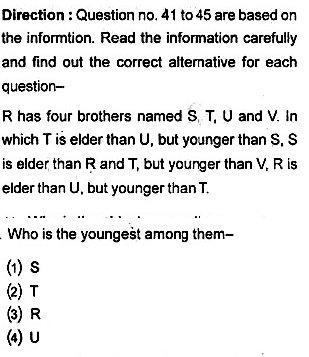 Direction : Question no. 41 to 45 are based on
the informtion. Read the information carefully
and find out the correct alternative for each
question–
R has four brothers named S, T, U and V. In
which T is elder than U, but younger than S, S
is elder than R and T, but younger than V, R is
elder than U, but younger than T.
Who is the youngest among them–
(1) S
(2) T
(3) R
(4) U